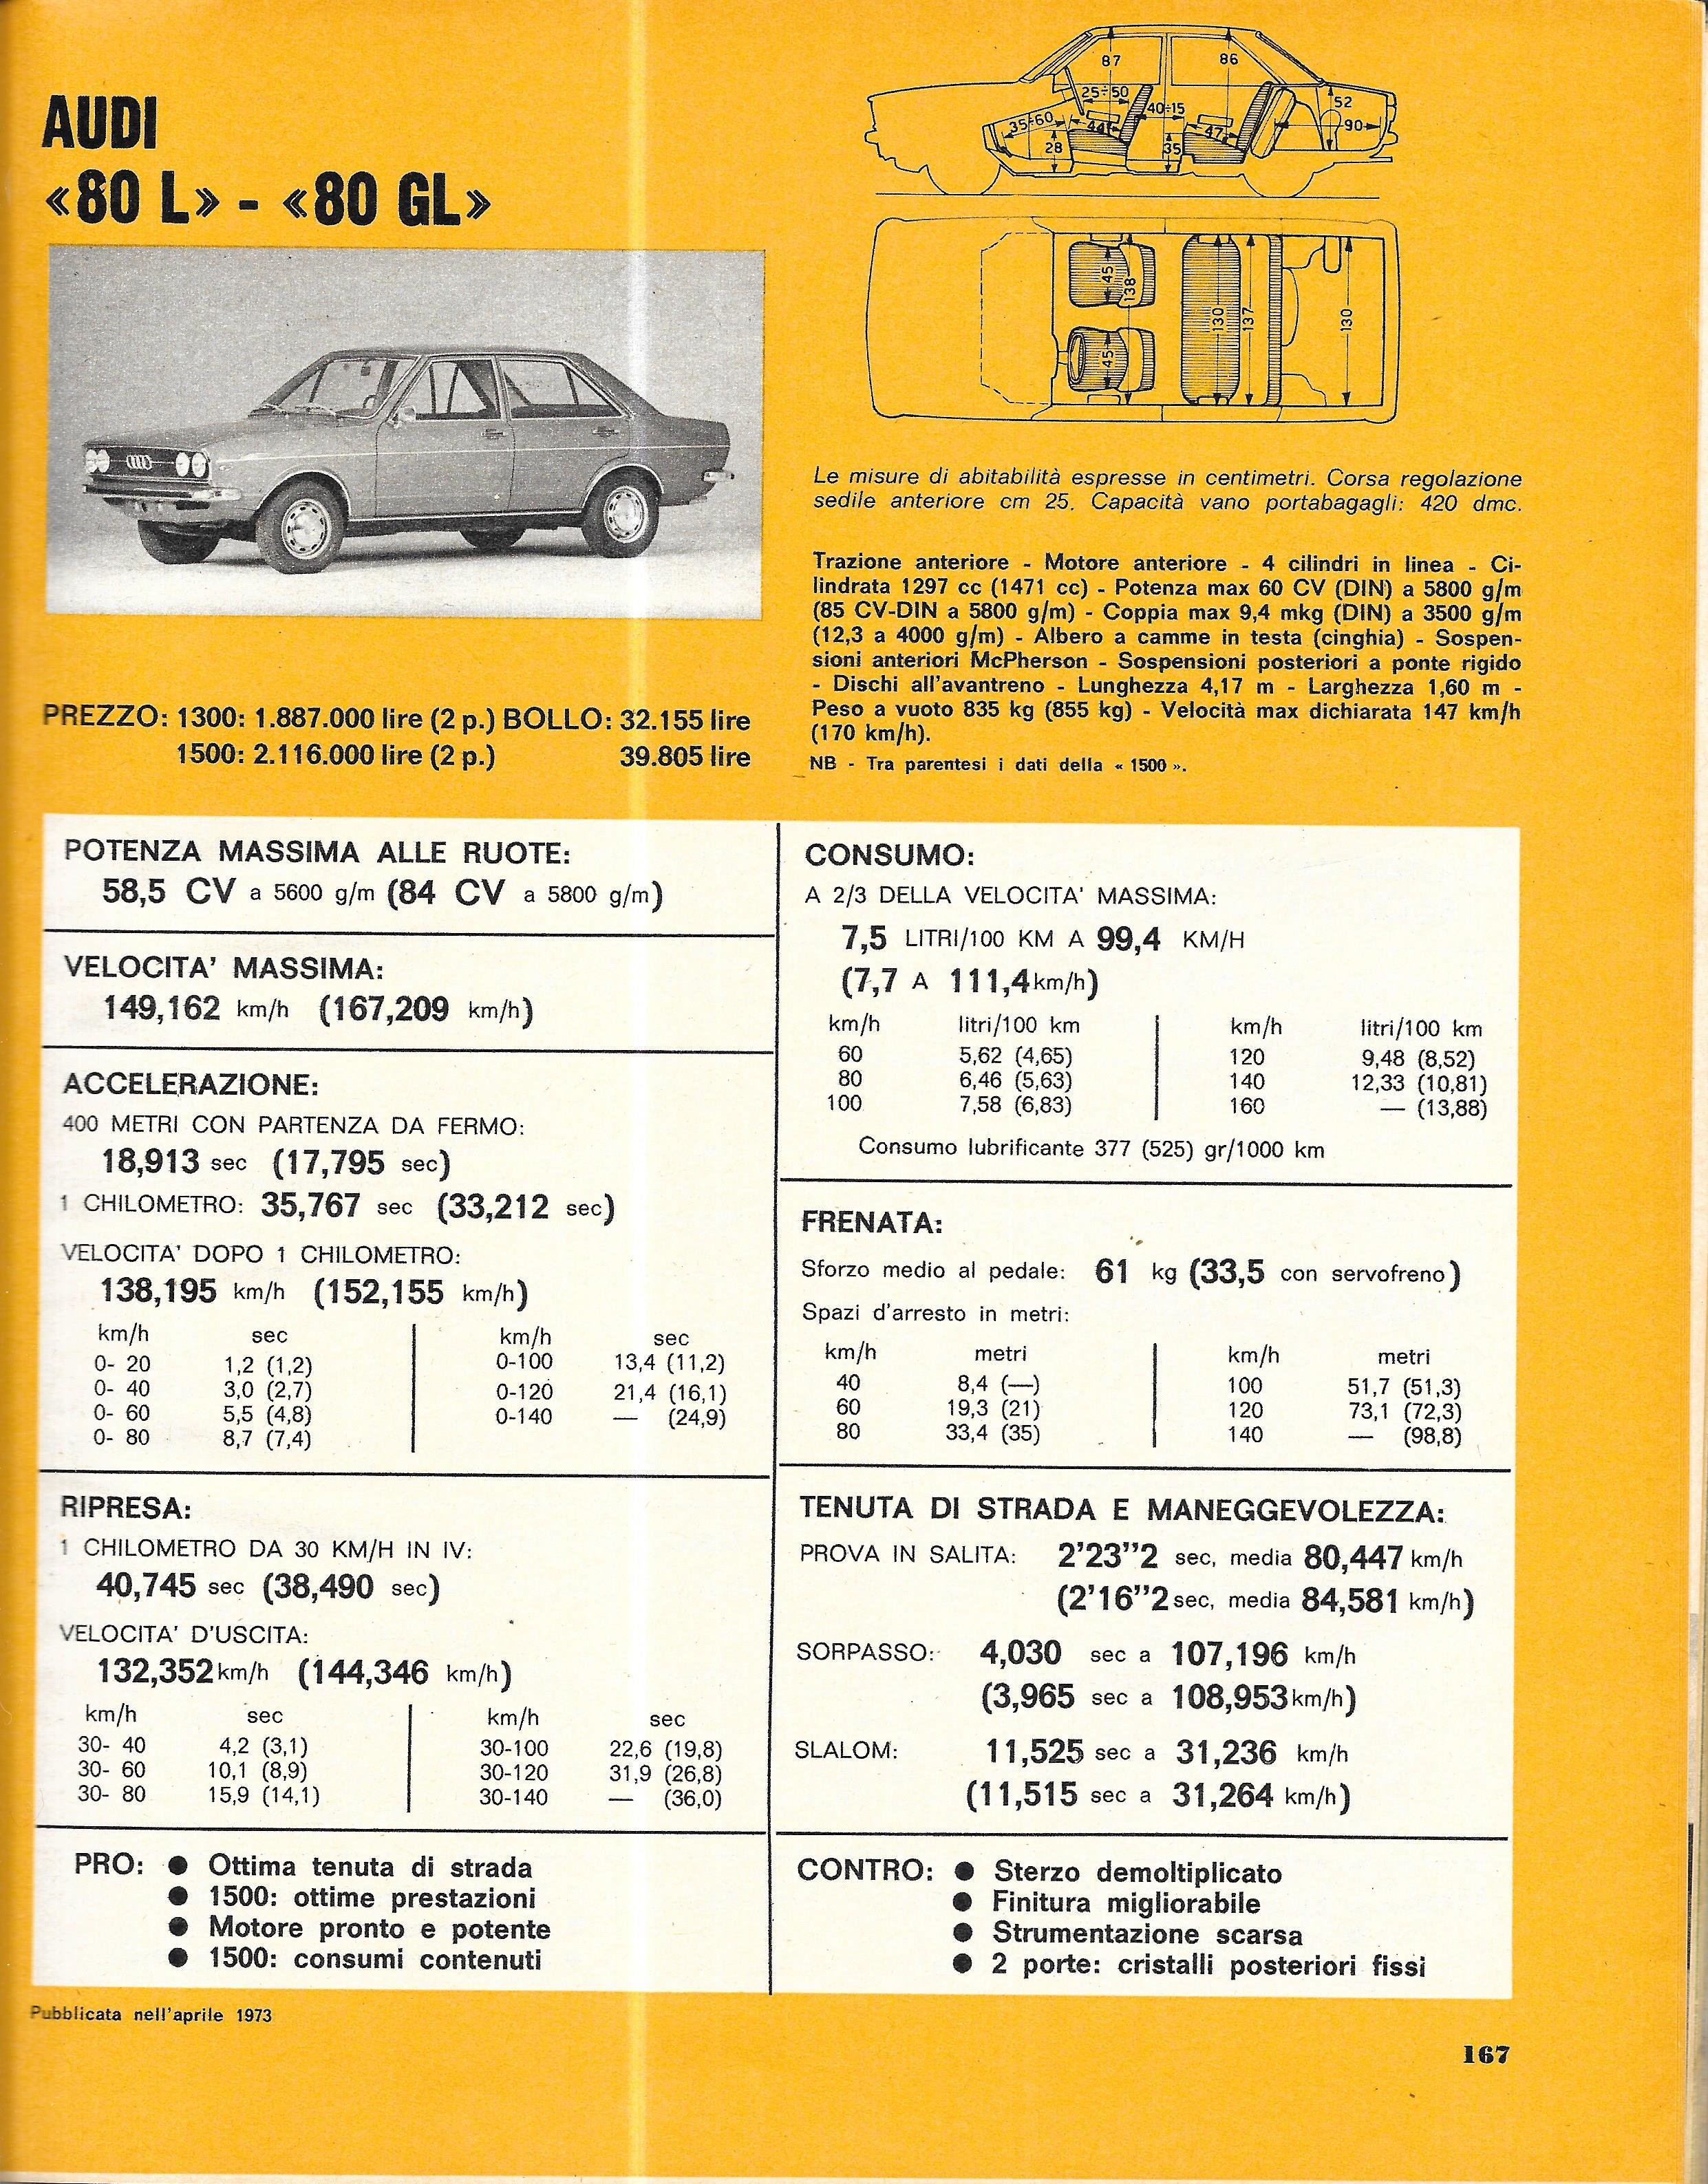 AUDI
«80 L» - «80 GL»
87
86
25÷50
40÷15
52
35÷60
44
47
90
28
35
45
138
130
137
130
45
Le misure di abitabilità espresse in centimetri. Corsa regolazione
sedile anteriore cm 25. Capacità vano portabagagli: 420 dmc.
Trazione anteriore - Motore anteriore - 4 cilindri in linea - Ci-
lindrata 1297 cc (1471 cc) - Potenza max 60 CV (DIN) a 5800 g/m
(85 CV-DIN a 5800 g/m) - Coppia max 9,4 mkg (DIN) a 3500 g/m
(12,3 a 4000 g/m) - Albero a camme in testa (cinghia) - Sospen-
sioni anteriori McPherson - Sospensioni posteriori a ponte rigido
- Dischi all'avantreno - Lunghezza 4,17 m - Larghezza 1,60 m -
Peso a vuoto 835 kg (855 kg) - Velocità max dichiarata 147 km/h
(170 km/h).
NB - Tra parentesi i dati della « 1500 ».
PREZZO: 1300: 1.887.000 lire (2 p.) BOLLO: 32.155 lire
1500: 2.116.000 lire (2 p.) 39.805 lire
POTENZA MASSIMA ALLE RUOTE:
58,5 CV a 5600 g/m (84 CV a 5800 g/m)
VELOCITA' MASSIMA:
149,162 km/h (167,209 km/h)
ACCELERAZIONE:
400 METRI CON PARTENZA DA FERMO:
18,913 sec (17,795 sec)
1 CHILOMETRO: 35,767 sec (33,212 sec)
VELOCITA' DOPO 1 CHILOMETRO:
138,195 km/h (152,155 km/h)
km/h sec km/h sec
0- 20 1,2 (1,2) 0-100 13,4 (11,2)
0- 40 3,0 (2,7) 0-120 21,4 (16,1)
0- 60 5,5 (4,8) 0-140 — (24,9)
0- 80 8,7 (7,4)
RIPRESA:
1 CHILOMETRO DA 30 KM/H IN IV:
40,745 sec (38,490 sec)
VELOCITA' D'USCITA:
132,352 km/h (144,346 km/h)
km/h sec km/h sec
30- 40 4,2 (3,1) 30-100 22,6 (19,8)
30- 60 10,1 (8,9) 30-120 31,9 (26,8)
30- 80 15,9 (14,1) 30-140 — (36,0)
PRO: ● Ottima tenuta di strada
● 1500: ottime prestazioni
● Motore pronto e potente
● 1500: consumi contenuti
CONSUMO:
A 2/3 DELLA VELOCITA' MASSIMA:
7,5 LITRI/100 KM A 99,4 KM/H
(7,7 A 111,4 km/h)
km/h litri/100 km km/h litri/100 km
60 5,62 (4,65) 120 9,48 (8,52)
80 6,46 (5,63) 140 12,33 (10,81)
100 7,58 (6,83) 160 — (13,88)
Consumo lubrificante 377 (525) gr/1000 km
FRENATA:
Sforzo medio al pedale: 61 kg (33,5 con servofreno)
Spazi d'arresto in metri:
km/h metri km/h metri
40 8,4 (—) 100 51,7 (51,3)
60 19,3 (21) 120 73,1 (72,3)
80 33,4 (35) 140 — (98,8)
TENUTA DI STRADA E MANEGGEVOLEZZA:
PROVA IN SALITA: 2'23"2 sec, media 80,447 km/h
(2'16"2 sec, media 84,581 km/h)
SORPASSO: 4,030 sec a 107,196 km/h
(3,965 sec a 108,953 km/h)
SLALOM: 11,525 sec a 31,236 km/h
(11,515 sec a 31,264 km/h)
CONTRO: ● Sterzo demoltiplicato
● Finitura migliorabile
● Strumentazione scarsa
● 2 porte: cristalli posteriori fissi
Pubblicata nell'aprile 1973
167